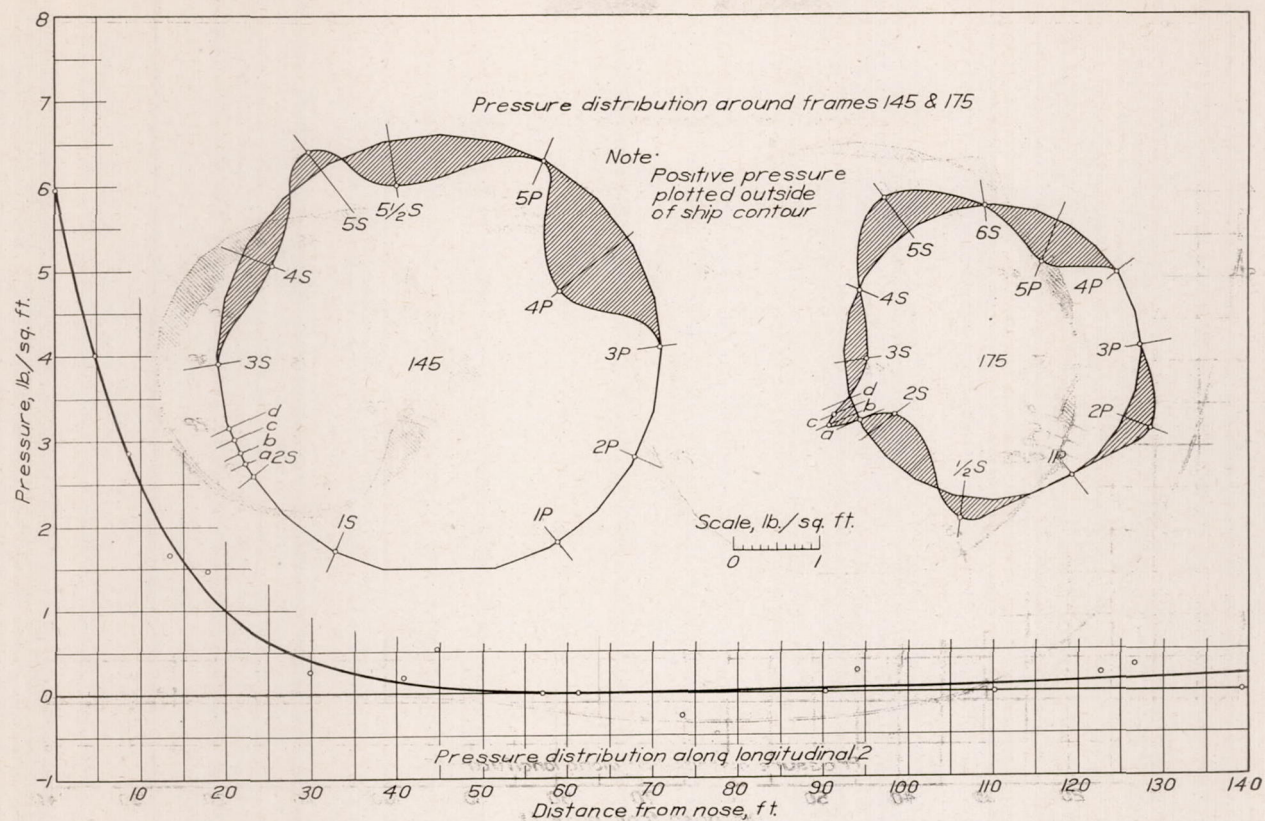 Pressure distribution around frames 145 & 175
Note:
Positive pressure
plotted outside
of ship contour
5S
5½S
5P
4S
4P
3S
145
3P
d
c
b
a
2S
2P
1S
1P
5S
6S
5P
4P
4S
3S
175
3P
d
b
c
a
2S
2P
½S
1P
Scale, lb./sq. ft.
0 1
Pressure, lb/sq. ft.
8
7
6
5
4
3
2
1
0
-1
Pressure distribution along longitudinal 2
10 20 30 40 50 60 70 80 90 100 110 120 130 140
Distance from nose, ft.